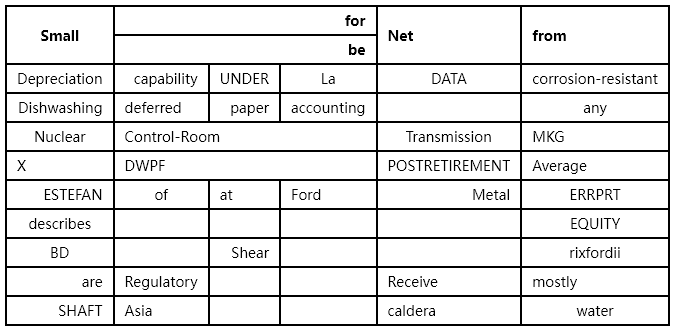 Small for Net from
be
Depreciation capability UNDER La DATA corrosion-resistant
Dishwashing deferred paper accounting any
Nuclear Control-Room Transmission MKG
X DWPF POSTRETIREMENT Average
ESTEFAN of at Ford Metal ERRPRT
describes EQUITY
BD Shear rixfordii
are Regulatory Receive mostly
SHAFT Asia caldera water